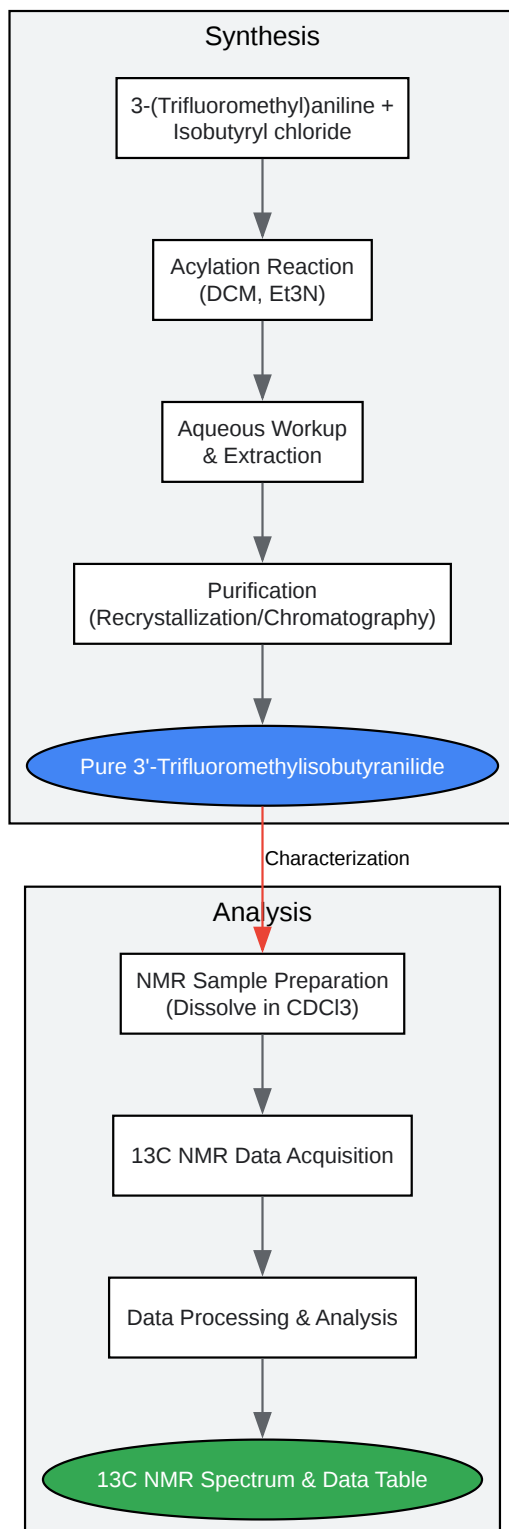 Synthesis
3-(Trifluoromethyl)aniline +
Isobutyryl chloride
Acylation Reaction
(DCM, Et3N)
Aqueous Workup
& Extraction
Purification
(Recrystallization/Chromatography)
Pure 3'-Trifluoromethylisobutyranilide
Characterization
Analysis
NMR Sample Preparation
(Dissolve in CDCl3)
13C NMR Data Acquisition
Data Processing & Analysis
13C NMR Spectrum & Data Table